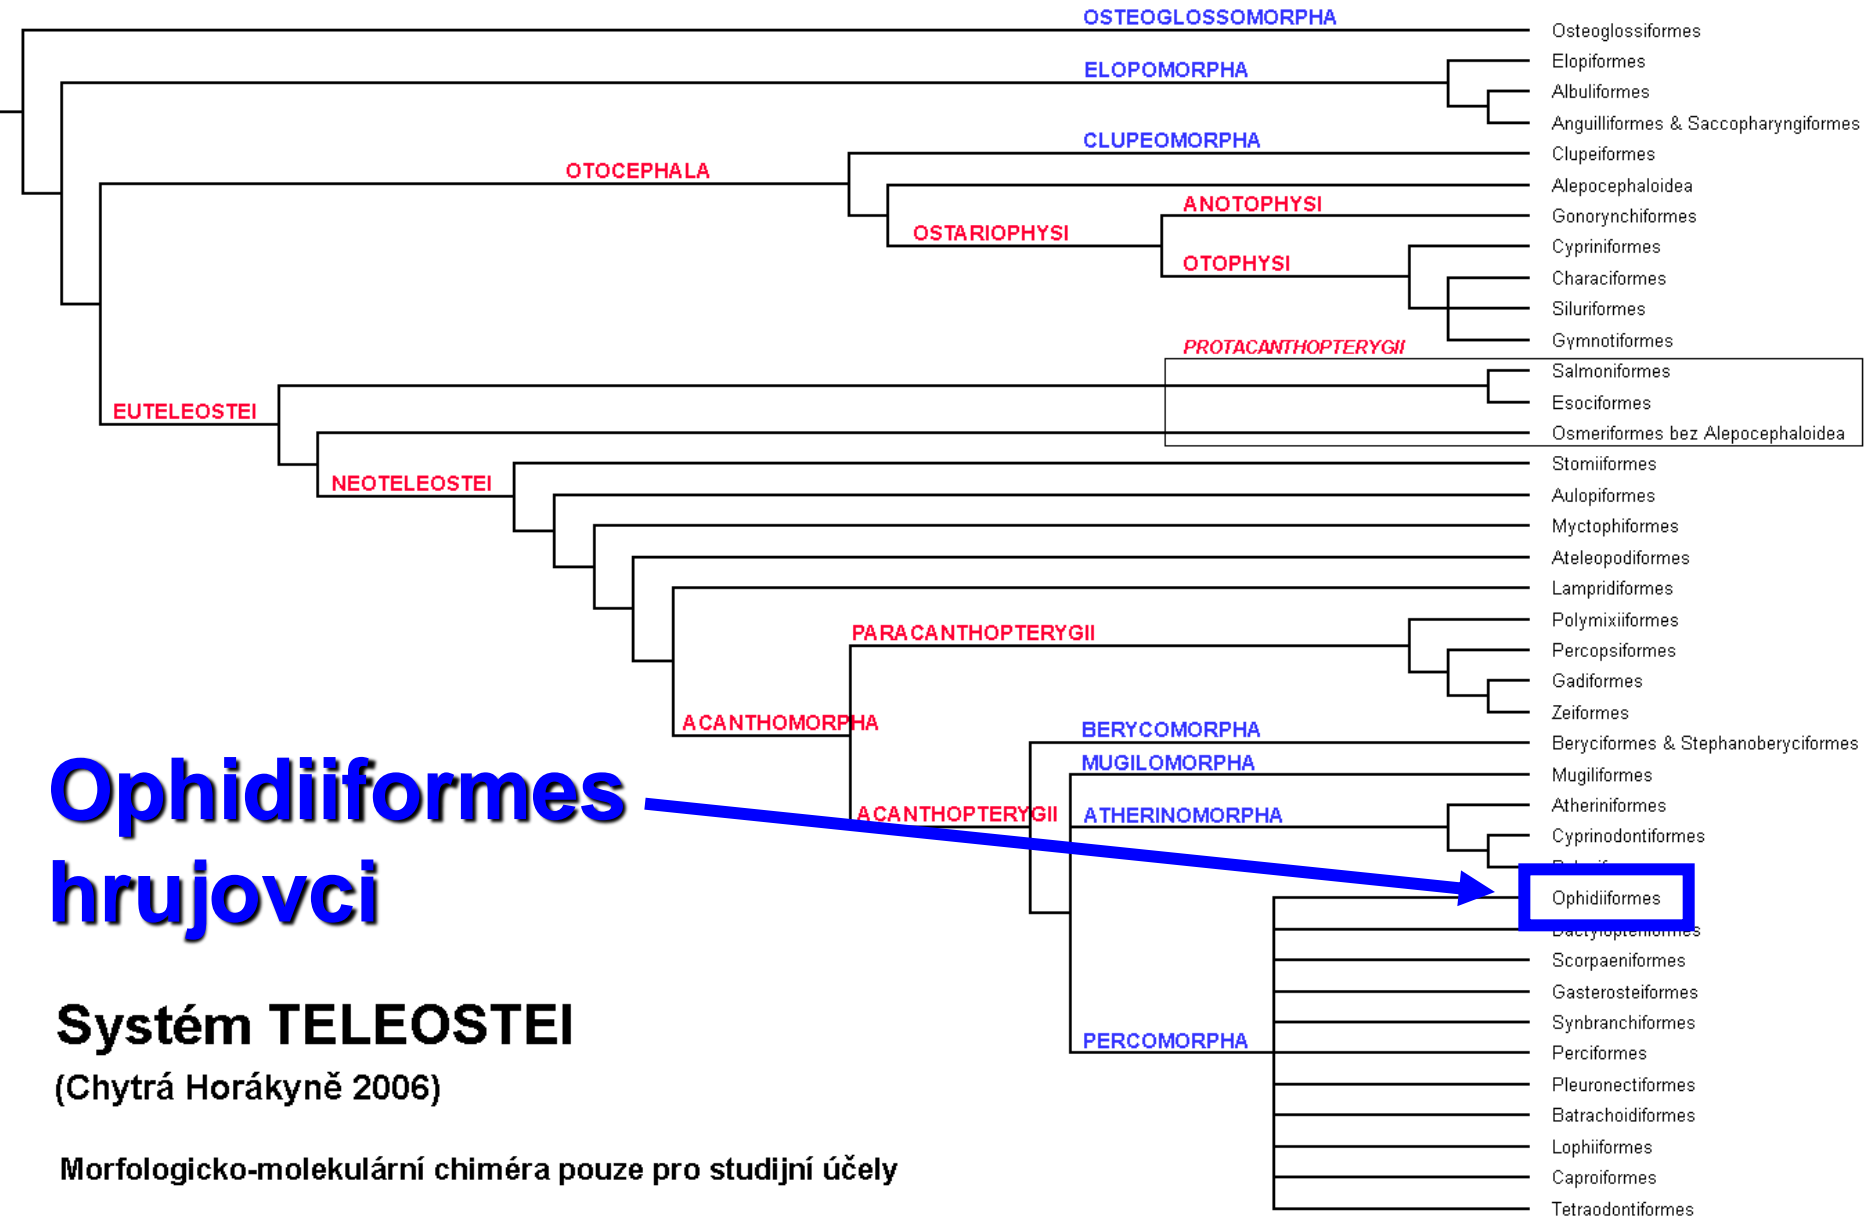 OSTEOGLOSSOMORPHA
Osteoglossiformes
Elopiformes
ELOPOMORPHA
Albuliformes
Anguilliformes & Saccopharyngiformes
CLUPEOMORPHA
Clupeiformes
OTOCEPHALA
Alepocephaloidea
ANOTOPHYSI
Gonorynchiformes
OSTARIOPHYSI
Cypriniformes
OTOPHYSI
Characiformes
Siluriformes
Gymnotiformes
PROTACANTHOPTERYGII
Salmoniformes
Esociformes
EUTELEOSTEI
Osmeriformes bez Alepocephaloidea
Stomiiformes
NEOTELEOSTEI
Aulopiformes
Myctophiformes
Ateleopodiformes
Lampridiformes
Polymixiiformes
PARACANTHOPTERYGII
Percopsiformes
Gadiformes
Zeiformes
ACANTHOMORPHA
BERYCOMORPHA
Beryciformes & Stephanoberyciformes
MUGILOMORPHA
Mugiliformes
Ophidiiformes
hrujovci
Atheriniformes
ACANTHOPTERYGII
ATHERINOMORPHA
Cyprinodontiformes
Ophidiiformes
Dactylopteriformes
Scorpaeniformes
Gasterosteiformes
Synbranchiformes
PERCOMORPHA
Perciformes
Pleuronectiformes
Batrachoidiformes
Lophiiformes
Caproiformes
Tetraodontiformes
Systém TELEOSTEI
(Chytrá Horákyně 2006)
Morfologicko-molekulární chiméra pouze pro studijní účely